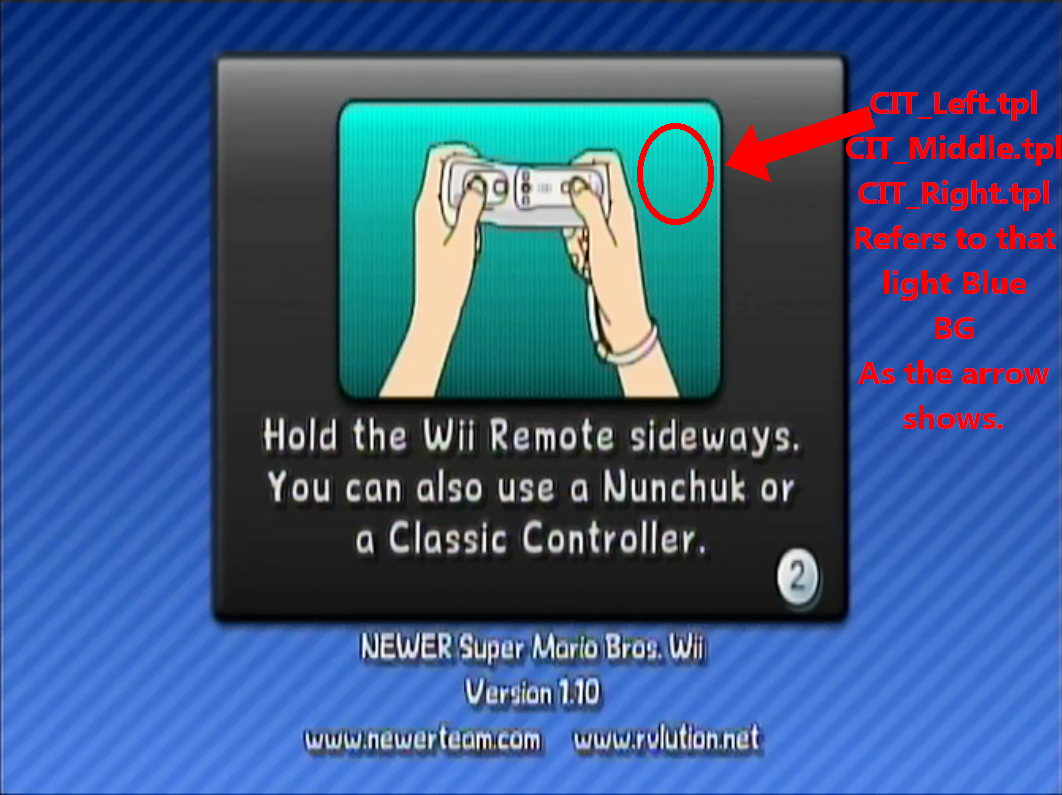 CIT_Left.tpl
CIT_Middle.tpl
CIT_Right.tpl
Refers to that
light Blue
BG
As the arrow
shows.
Hold the Wii Remote sideways.
You can also use a Nunchuk or
a Classic Controller.
2
NEWER Super Mario Bros. Wii
Version 1.10
www.newerteam.com www.rvlution.net